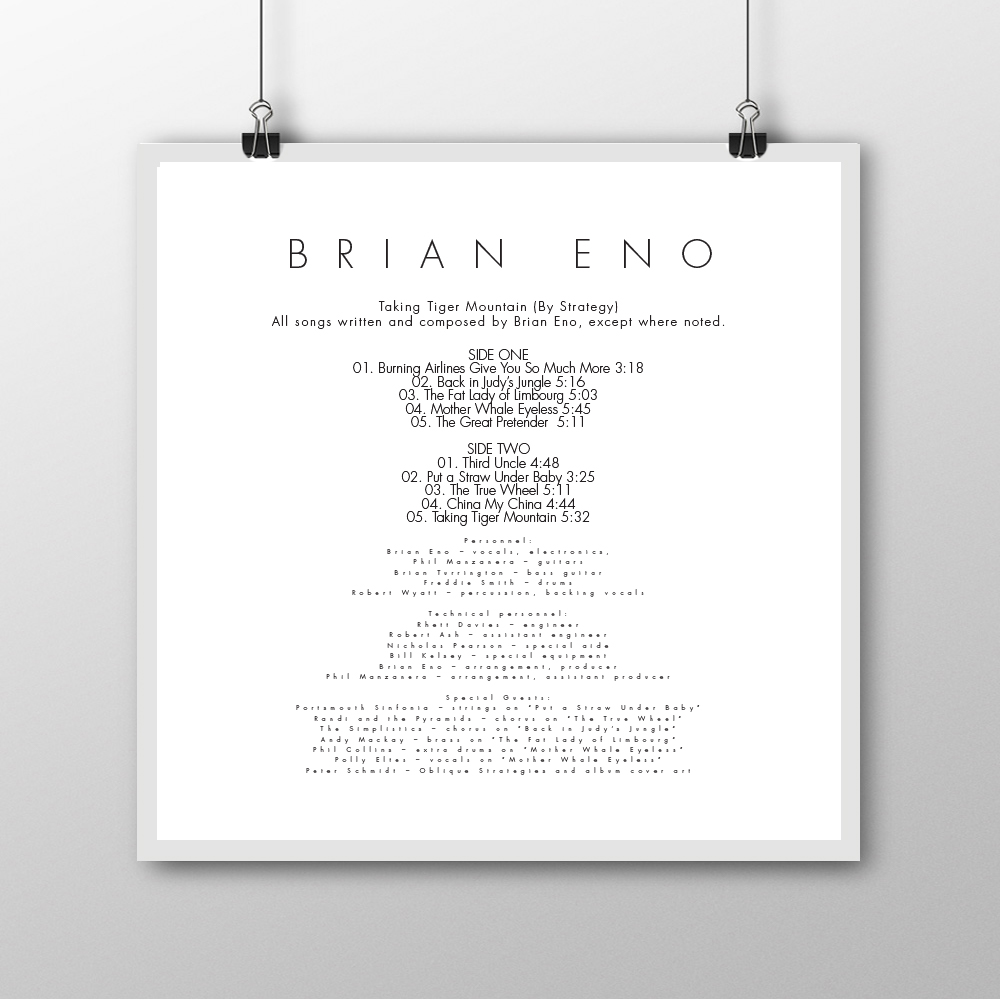 BRIAN ENO
Taking Tiger Mountain (By Strategy)
All songs written and composed by Brian Eno, except where noted.
SIDE ONE
01. Burning Airlines Give You So Much More 3:18
02. Back in Judy's Jungle 5:16
03. The Fat Lady of Limbourg 5:03
04. Mother Whale Eyeless 5:45
05. The Great Pretender 5:11
SIDE TWO
01. Third Uncle 4:48
02. Put a Straw Under Baby 3:25
03. The True Wheel 5:11
04. China My China 4:44
05. Taking Tiger Mountain 5:32
Personnel:
Brian Eno – vocals, electronics,
Phil Manzanera – guitars
Brian Turrington – bass guitar
Freddie Smith – drums
Robert Wyatt – percussion, backing vocals
Technical personnel:
Rhett Davies – engineer
Robert Ash – assistant engineer
Nicholas Pearson – special aide
Bill Kelsey – special equipment
Brian Eno – arrangement, producer
Phil Manzanera – arrangement, assistant producer
Special Guests:
Portsmouth Sinfonia – strings on "Put a Straw Under Baby"
Randi and the Pyramids – chorus on "The True Wheel"
The Simplistics – chorus on "Back in Judy's Jungle"
Andy Mackay – brass on "The Fat Lady of Limbourg"
Phil Collins – extra drums on "Mother Whale Eyeless"
Polly Eltes – vocals on "Mother Whale Eyeless"
Peter Schmidt – Oblique Strategies and album cover art